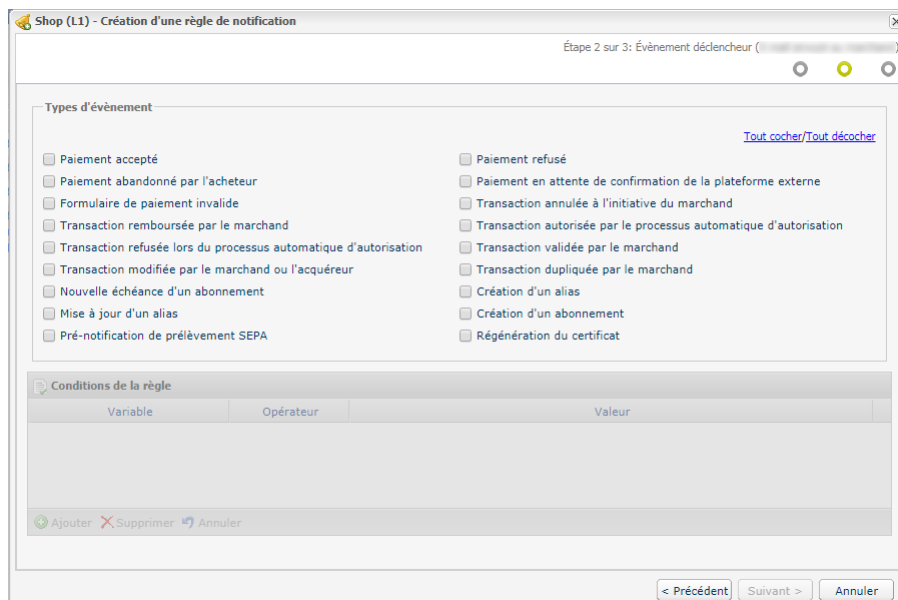 Shop (L1) - Création d'une règle de notification
Étape 2 sur 3: Évènement déclencheur ( )
Types d'évènement
Tout cocher/Tout décocher
Paiement accepté
Paiement refusé
Paiement abandonné par l'acheteur
Paiement en attente de confirmation de la plateforme externe
Formulaire de paiement invalide
Transaction annulée à l'initiative du marchand
Transaction remboursée par le marchand
Transaction autorisée par le processus automatique d'autorisation
Transaction refusée lors du processus automatique d'autorisation
Transaction validée par le marchand
Transaction modifiée par le marchand ou l'acquéreur
Transaction dupliquée par le marchand
Nouvelle échéance d'un abonnement
Création d'un alias
Mise à jour d'un alias
Création d'un abonnement
Pré-notification de prélèvement SEPA
Régénération du certificat
Conditions de la règle
Variable Opérateur Valeur
Ajouter Supprimer Annuler
< Précédent Suivant > Annuler